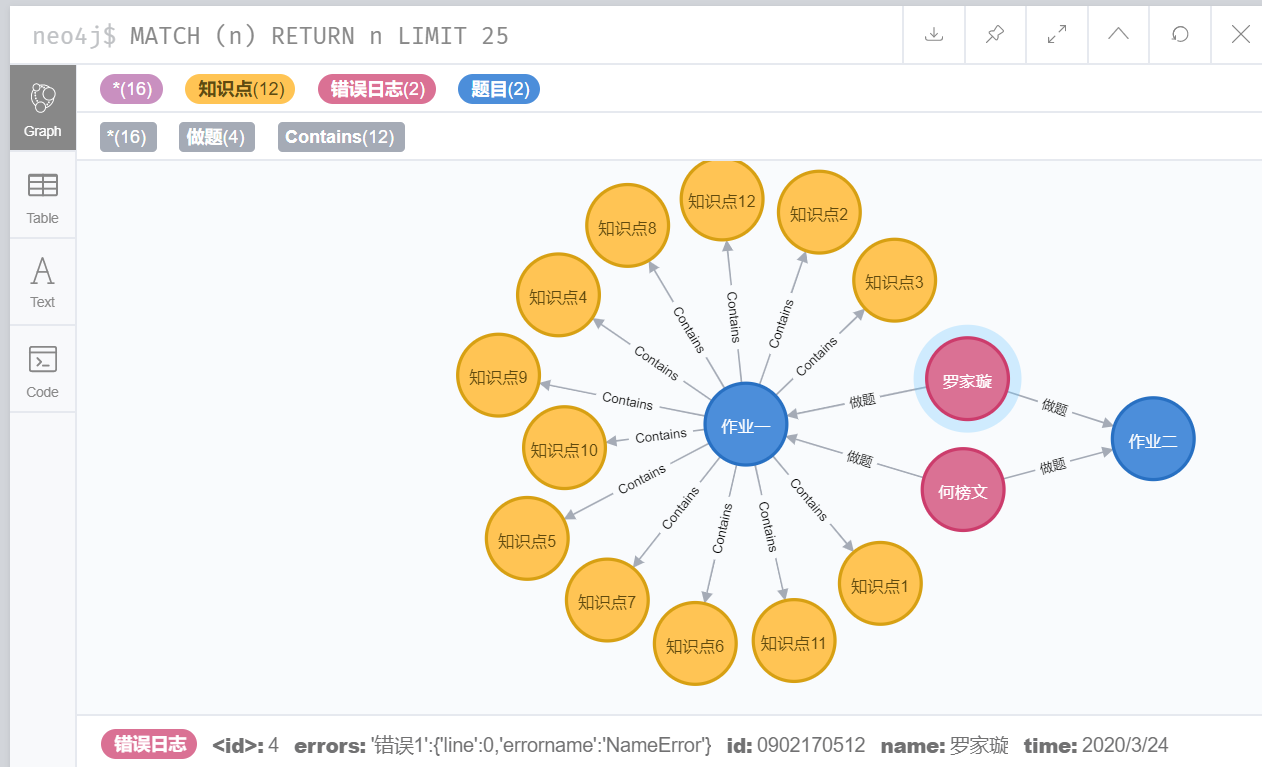 neo4j$ MATCH (n) RETURN n LIMIT 25
Graph
Table
Text
Code
*(16) 知识点(12) 错误日志(2) 题目(2)
*(16) 做题(4) Contains(12)
知识点12
知识点8
知识点2
知识点3
知识点4
知识点9
知识点10
知识点5
知识点7
知识点6
知识点11
知识点1
作业一
罗家璇
何榜文
作业二
Contains
Contains
Contains
Contains
Contains
Contains
Contains
Contains
Contains
Contains
Contains
Contains
做题
做题
做题
做题
错误日志 <id>: 4 errors: '错误1':{'line':0,'errorname':'NameError'} id: 0902170512 name: 罗家璇 time: 2020/3/24